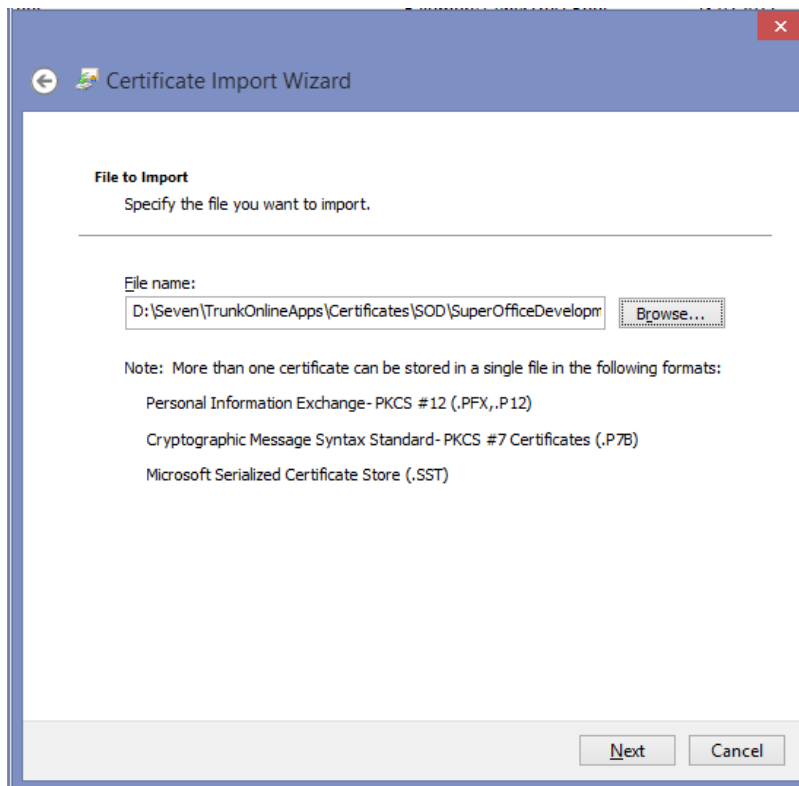 Certificate Import Wizard
File to Import
Specify the file you want to import.
File name:
D:\Seven\TrunkOnlineApps\Certificates\SOD\SuperOfficeDevelopm
Browse...
Note: More than one certificate can be stored in a single file in the following formats:
Personal Information Exchange- PKCS #12 (.PFX,.P12)
Cryptographic Message Syntax Standard- PKCS #7 Certificates (.P7B)
Microsoft Serialized Certificate Store (.SST)
Next
Cancel